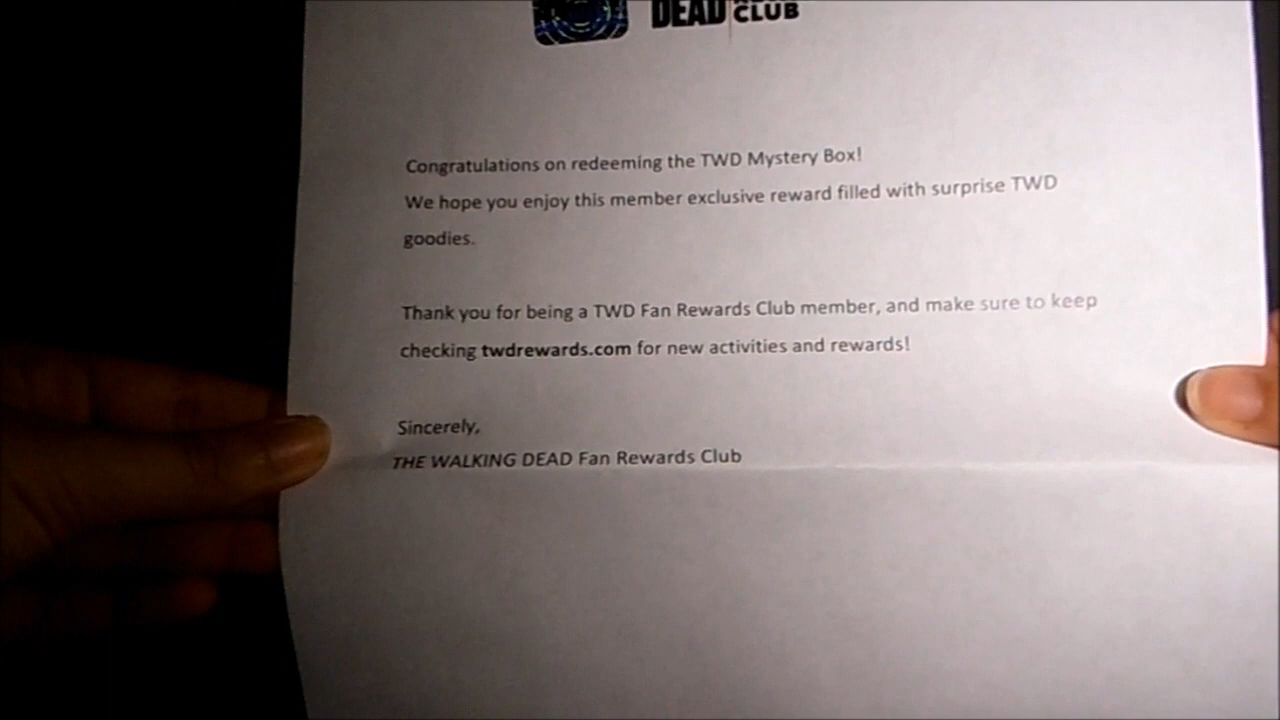 DEAD CLUB
Congratulations on redeeming the TWD Mystery Box!
We hope you enjoy this member exclusive reward filled with surprise TWD
goodies.
Thank you for being a TWD Fan Rewards Club member, and make sure to keep
checking twdrewards.com for new activities and rewards!
Sincerely,
THE WALKING DEAD Fan Rewards Club